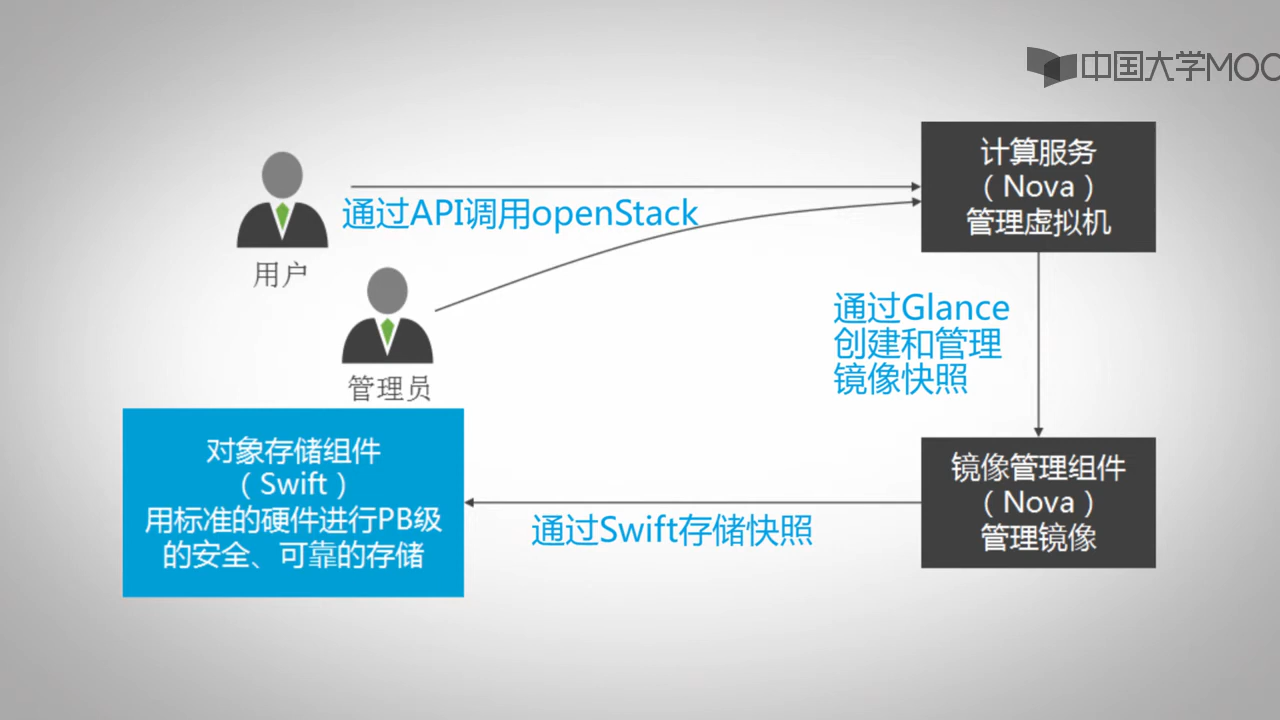 中国大学MOO
计算服务
（Nova）
管理虚拟机
通过API调用openStack
用户
管理员
通过Glance
创建和管理
镜像快照
对象存储组件
（Swift）
用标准的硬件进行PB级
的安全、可靠的存储
通过Swift存储快照
镜像管理组件
（Nova）
管理镜像